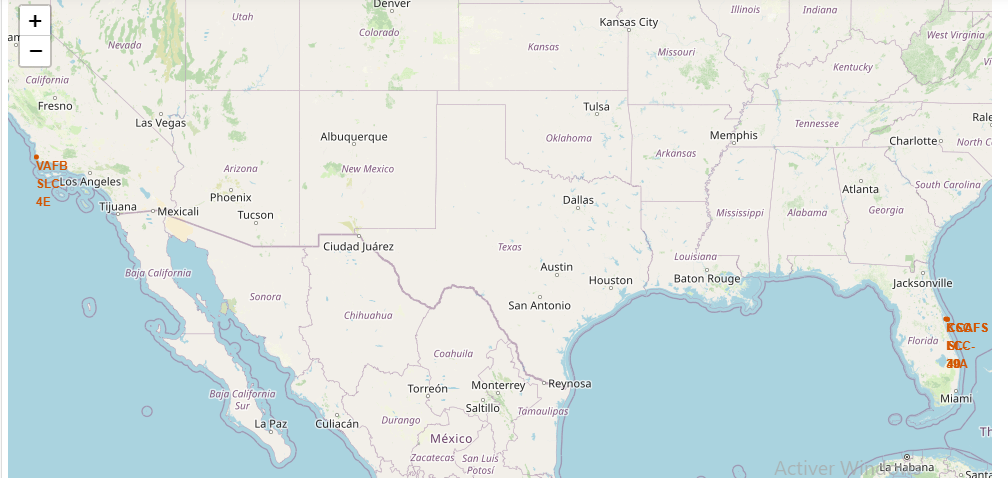 +
−
Denver
Utah
Colorado
Nevada
Kansas City
Kansas
Missouri
Illinois
Indiana
West Virginia
Kentucky
California
Fresno
Las Vegas
Tulsa
Albuquerque
Oklahoma
Memphis
Tennessee
Charlotte
Arkansas
Arizona
New Mexico
VAFB
SLC-
4E
Los Angeles
Phoenix
Dallas
Atlanta
South Carolina
Tijuana
Mexicali
Tucson
Mississippi
Alabama
Georgia
Ciudad Juárez
Texas
Louisiana
Baja California
Austin
Houston
Baton Rouge
Jacksonville
Sonora
San Antonio
Chihuahua
Florida
Coahuila
Torreón
Monterrey
Reynosa
Saltillo
Tamaulipas
Baja California
Sur
Miami
La Paz
Culiacán
Durango
México
Zacatecas
San Luis
Potosí
La Habana